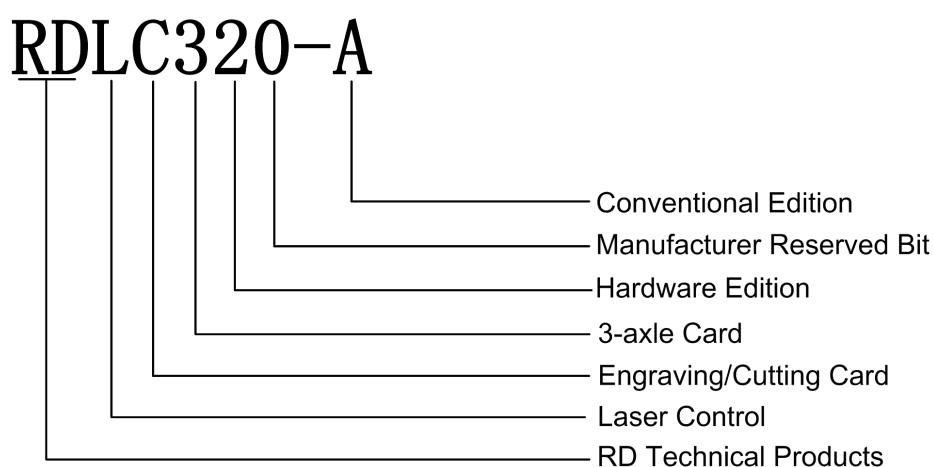 RDLC320-A
Conventional Edition
Manufacturer Reserved Bit
Hardware Edition
3-axle Card
Engraving/Cutting Card
Laser Control
RD Technical Products